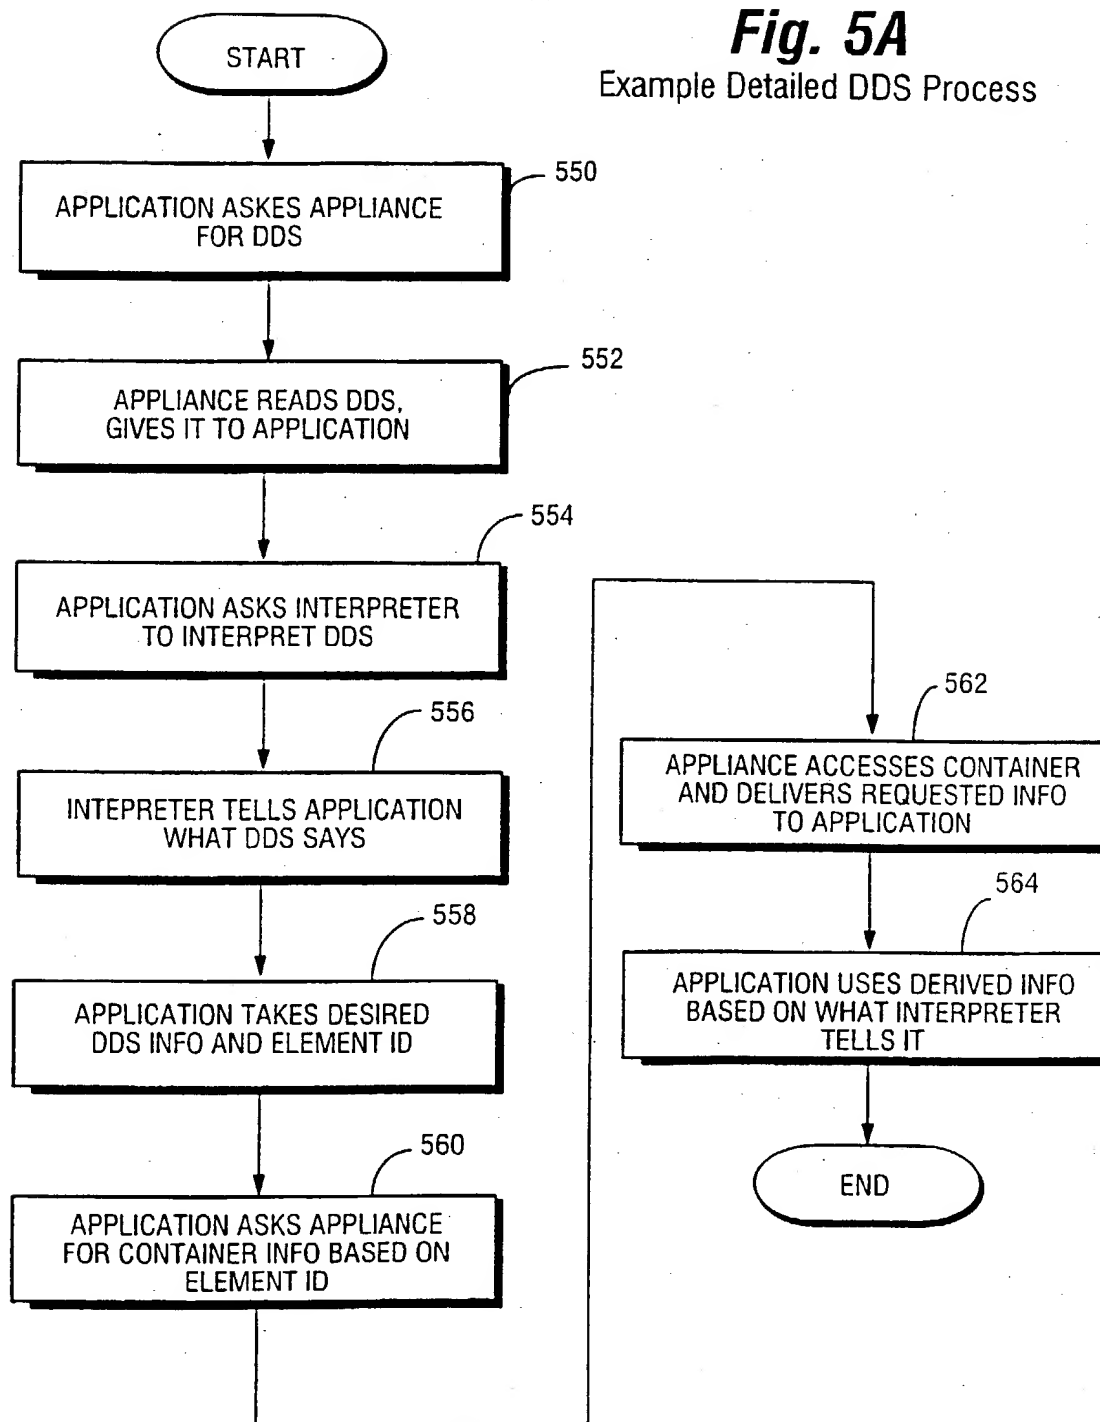 Fig. 5A
Example Detailed DDS Process
START
550
APPLICATION ASKES APPLIANCE
FOR DDS
552
APPLIANCE READS DDS,
GIVES IT TO APPLICATION
554
APPLICATION ASKS INTERPRETER
TO INTERPRET DDS
556
INTEPRETER TELLS APPLICATION
WHAT DDS SAYS
558
APPLICATION TAKES DESIRED
DDS INFO AND ELEMENT ID
560
APPLICATION ASKS APPLIANCE
FOR CONTAINER INFO BASED ON
ELEMENT ID
562
APPLIANCE ACCESSES CONTAINER
AND DELIVERS REQUESTED INFO
TO APPLICATION
564
APPLICATION USES DERIVED INFO
BASED ON WHAT INTERPRETER
TELLS IT
END